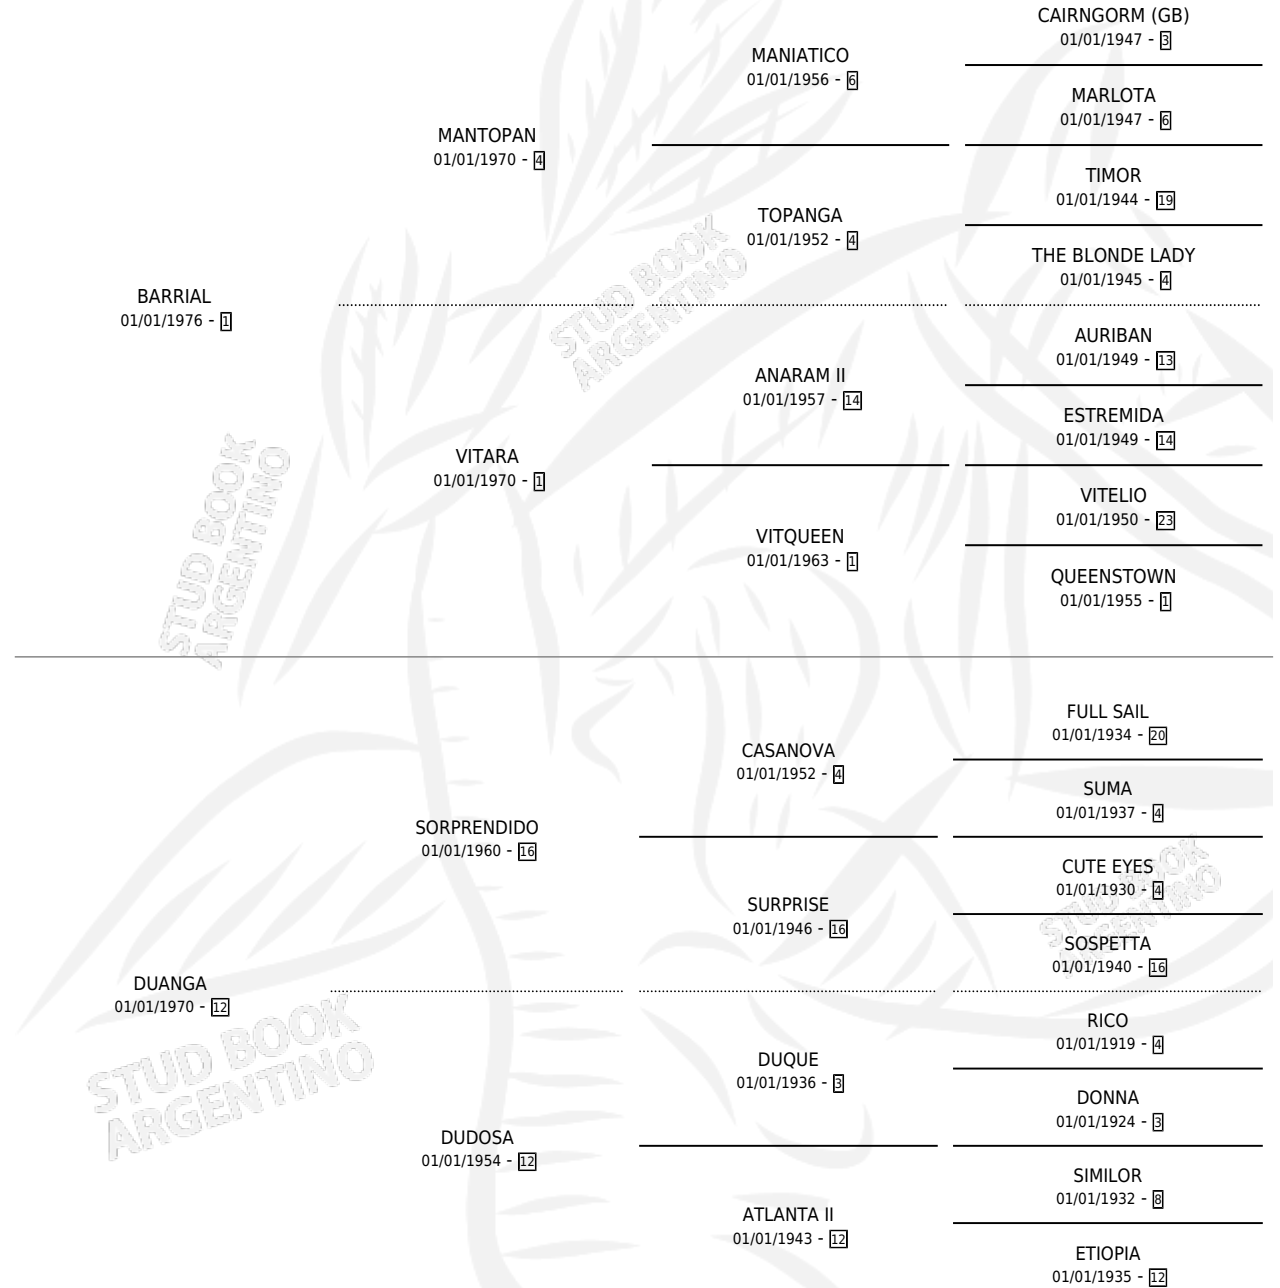 CAIRNGORM (GB)
01/01/1947 - 3
MANIATICO
01/01/1956 - 6
MARLOTA
01/01/1947 - 6
MANTOPAN
01/01/1970 - 4
TIMOR
01/01/1944 - 19
TOPANGA
01/01/1952 - 4
THE BLONDE LADY
01/01/1945 - 4
BARRIAL
01/01/1976 - 1
AURIBAN
01/01/1949 - 13
ANARAM II
01/01/1957 - 14
ESTREMIDA
01/01/1949 - 14
VITARA
01/01/1970 - 1
VITELIO
01/01/1950 - 23
VITQUEEN
01/01/1963 - 1
QUEENSTOWN
01/01/1955 - 1
FULL SAIL
01/01/1934 - 20
CASANOVA
01/01/1952 - 4
SUMA
01/01/1937 - 4
SORPRENDIDO
01/01/1960 - 16
CUTE EYES
01/01/1930 - 4
SURPRISE
01/01/1946 - 16
SOSPETTA
01/01/1940 - 16
DUANGA
01/01/1970 - 12
RICO
01/01/1919 - 4
DUQUE
01/01/1936 - 3
DONNA
01/01/1924 - 3
DUDOSA
01/01/1954 - 12
SIMILOR
01/01/1932 - 8
ATLANTA II
01/01/1943 - 12
ETIOPIA
01/01/1935 - 12
STUD BOOK
ARGENTINO
STUD BOOK
ARGENTINO
STUD BOOK
ARGENTINO
STUD BOOK
ARGENTINO